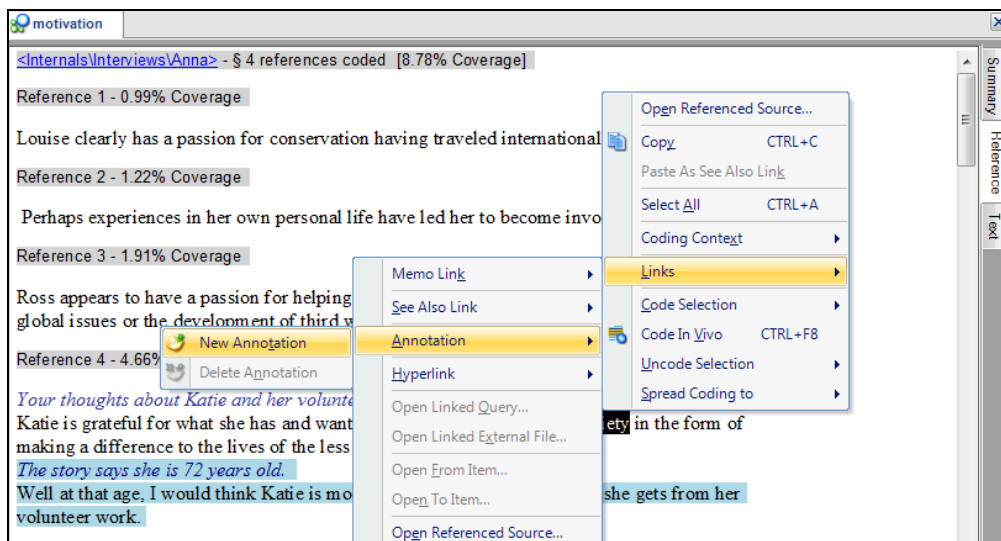 motivation
<Internals\Interviews\Anna> - § 4 references coded [8.78% Coverage]
Reference 1 - 0.99% Coverage
Louise clearly has a passion for conservation having traveled international
Reference 2 - 1.22% Coverage
Perhaps experiences in her own personal life have led her to become invo
Reference 3 - 1.91% Coverage
Ross appears to have a passion for helping
global issues or the development of third w
Reference 4 - 4.66%
Your thoughts about Katie and her volunte
Katie is grateful for what she has and want
ety in the form of
making a difference to the lives of the less
The story says she is 72 years old.
Well at that age, I would think Katie is mo
she gets from her
volunteer work.
Open Referenced Source...
Copy CTRL+C
Paste As See Also Link
Select All CTRL+A
Coding Context
Links
Code Selection
Code In Vivo CTRL+F8
Uncode Selection
Spread Coding to
Memo Link
See Also Link
Annotation
Hyperlink
Open Linked Query...
Open Linked External File...
Open From Item...
Open To Item...
Open Referenced Source...
New Annotation
Delete Annotation
Summary
Reference
Text